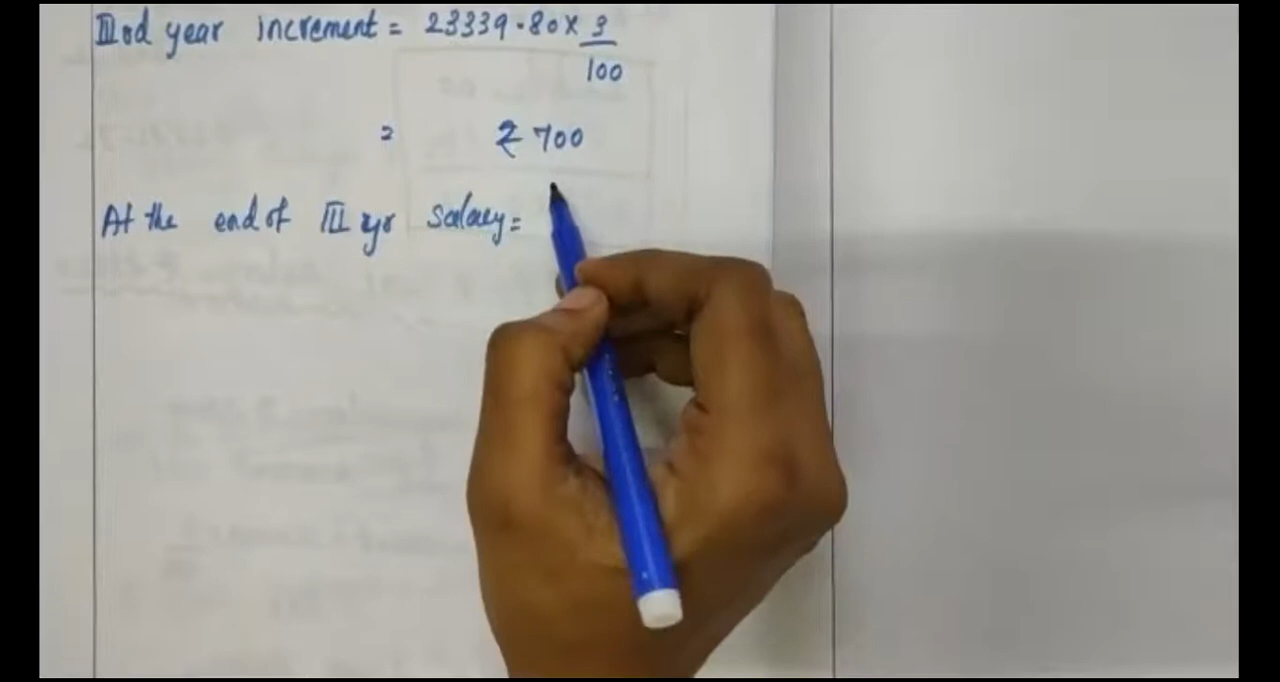 IIIrd year increment = 23339.80 × 3/100
= ₹ 700
At the end of III yr Salary =